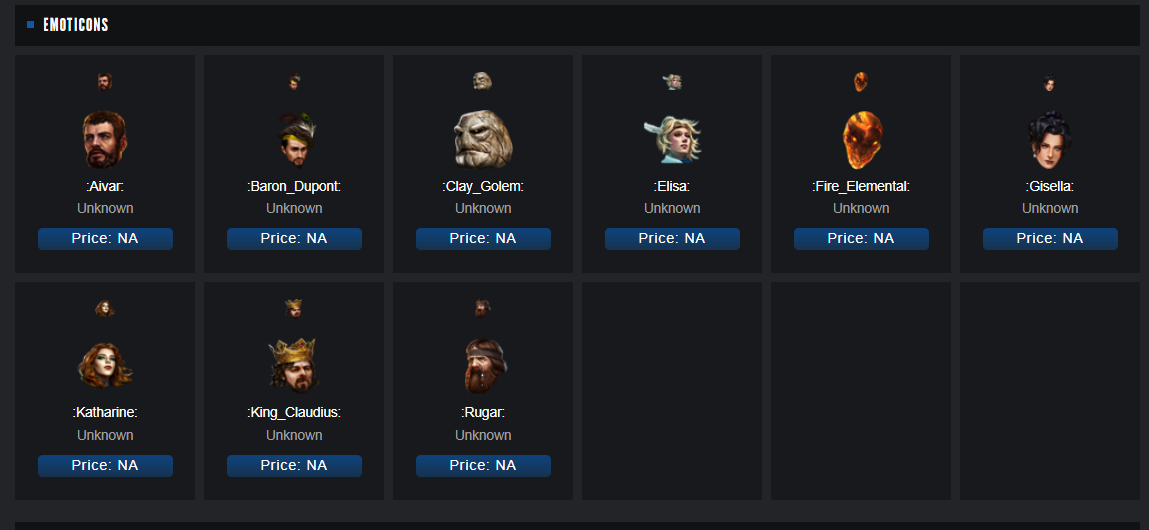 EMOTICONS
:Aivar:
Unknown
Price: NA
:Baron_Dupont:
Unknown
Price: NA
:Clay_Golem:
Unknown
Price: NA
:Elisa:
Unknown
Price: NA
:Fire_Elemental:
Unknown
Price: NA
:Gisella:
Unknown
Price: NA
:Katharine:
Unknown
Price: NA
:King_Claudius:
Unknown
Price: NA
:Rugar:
Unknown
Price: NA